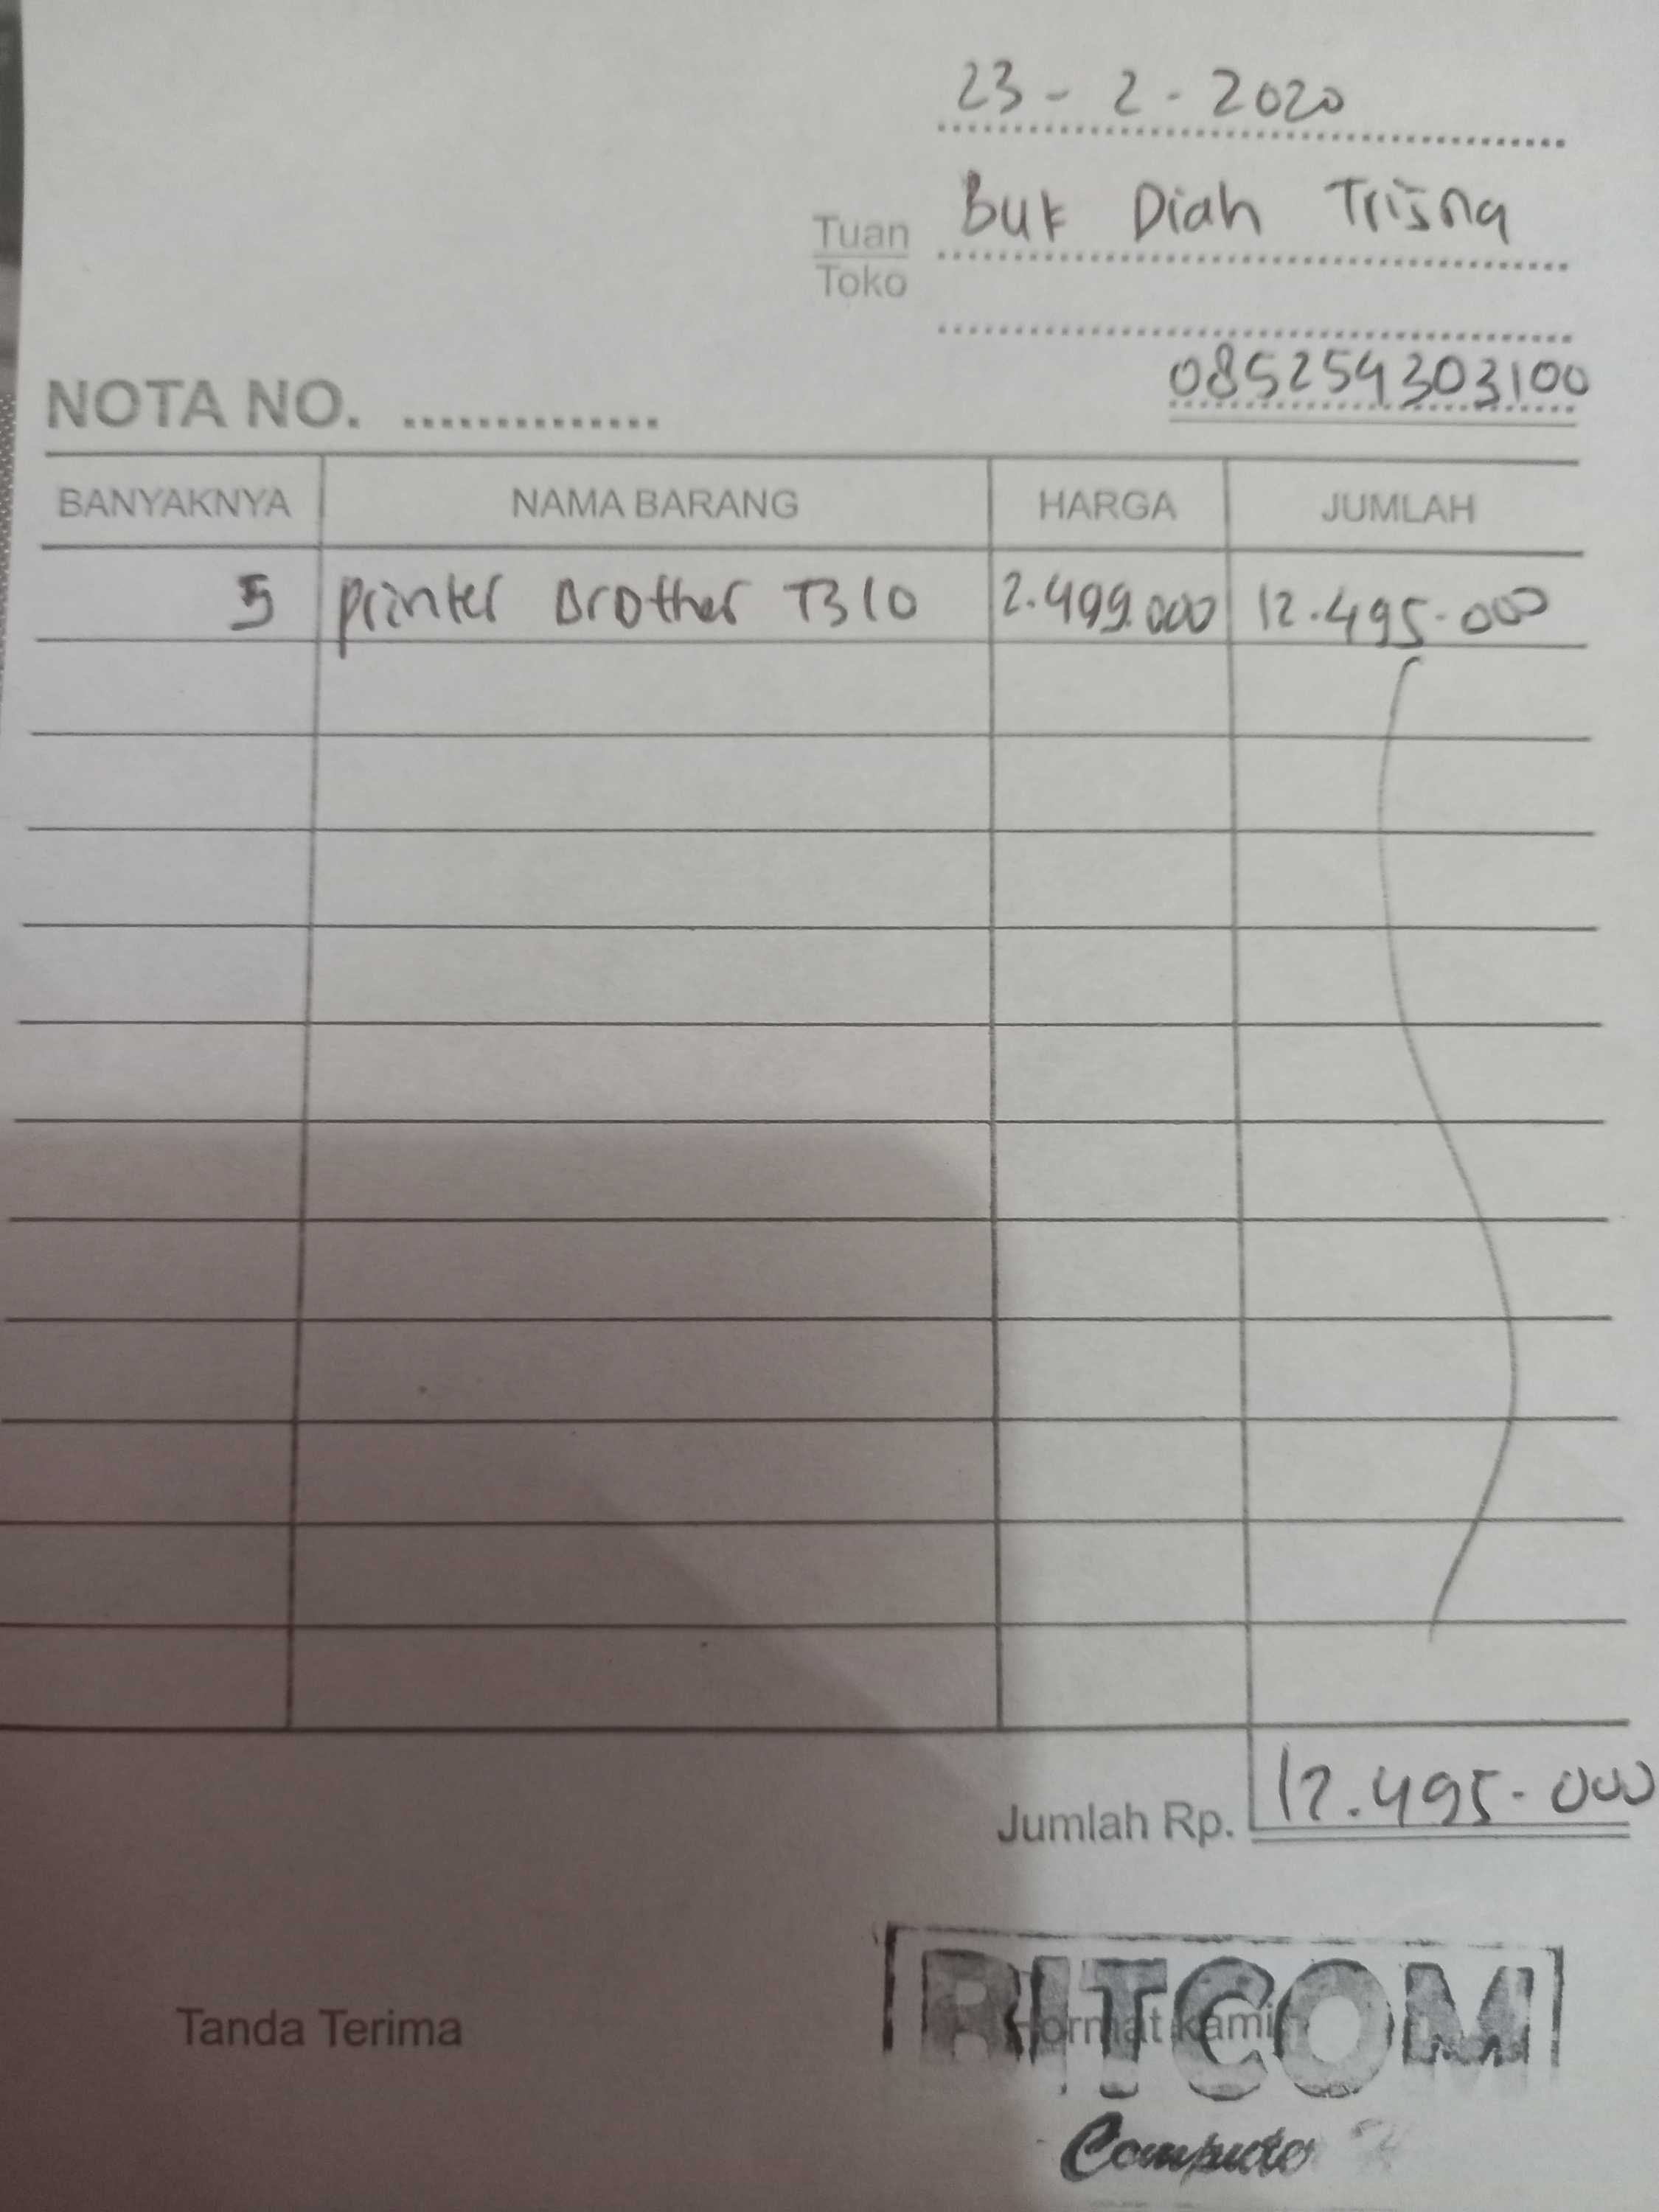 23 - 2 - 2020
Tuan Buk Diah Trisna
Toko
085254303100
NOTA NO. ..............
BANYAKNYA NAMA BARANG HARGA JUMLAH
5 printer Brother T310 2.499.000 12.495.000
Jumlah Rp. 12.495.000
Tanda Terima Hormat kami
RITCOM